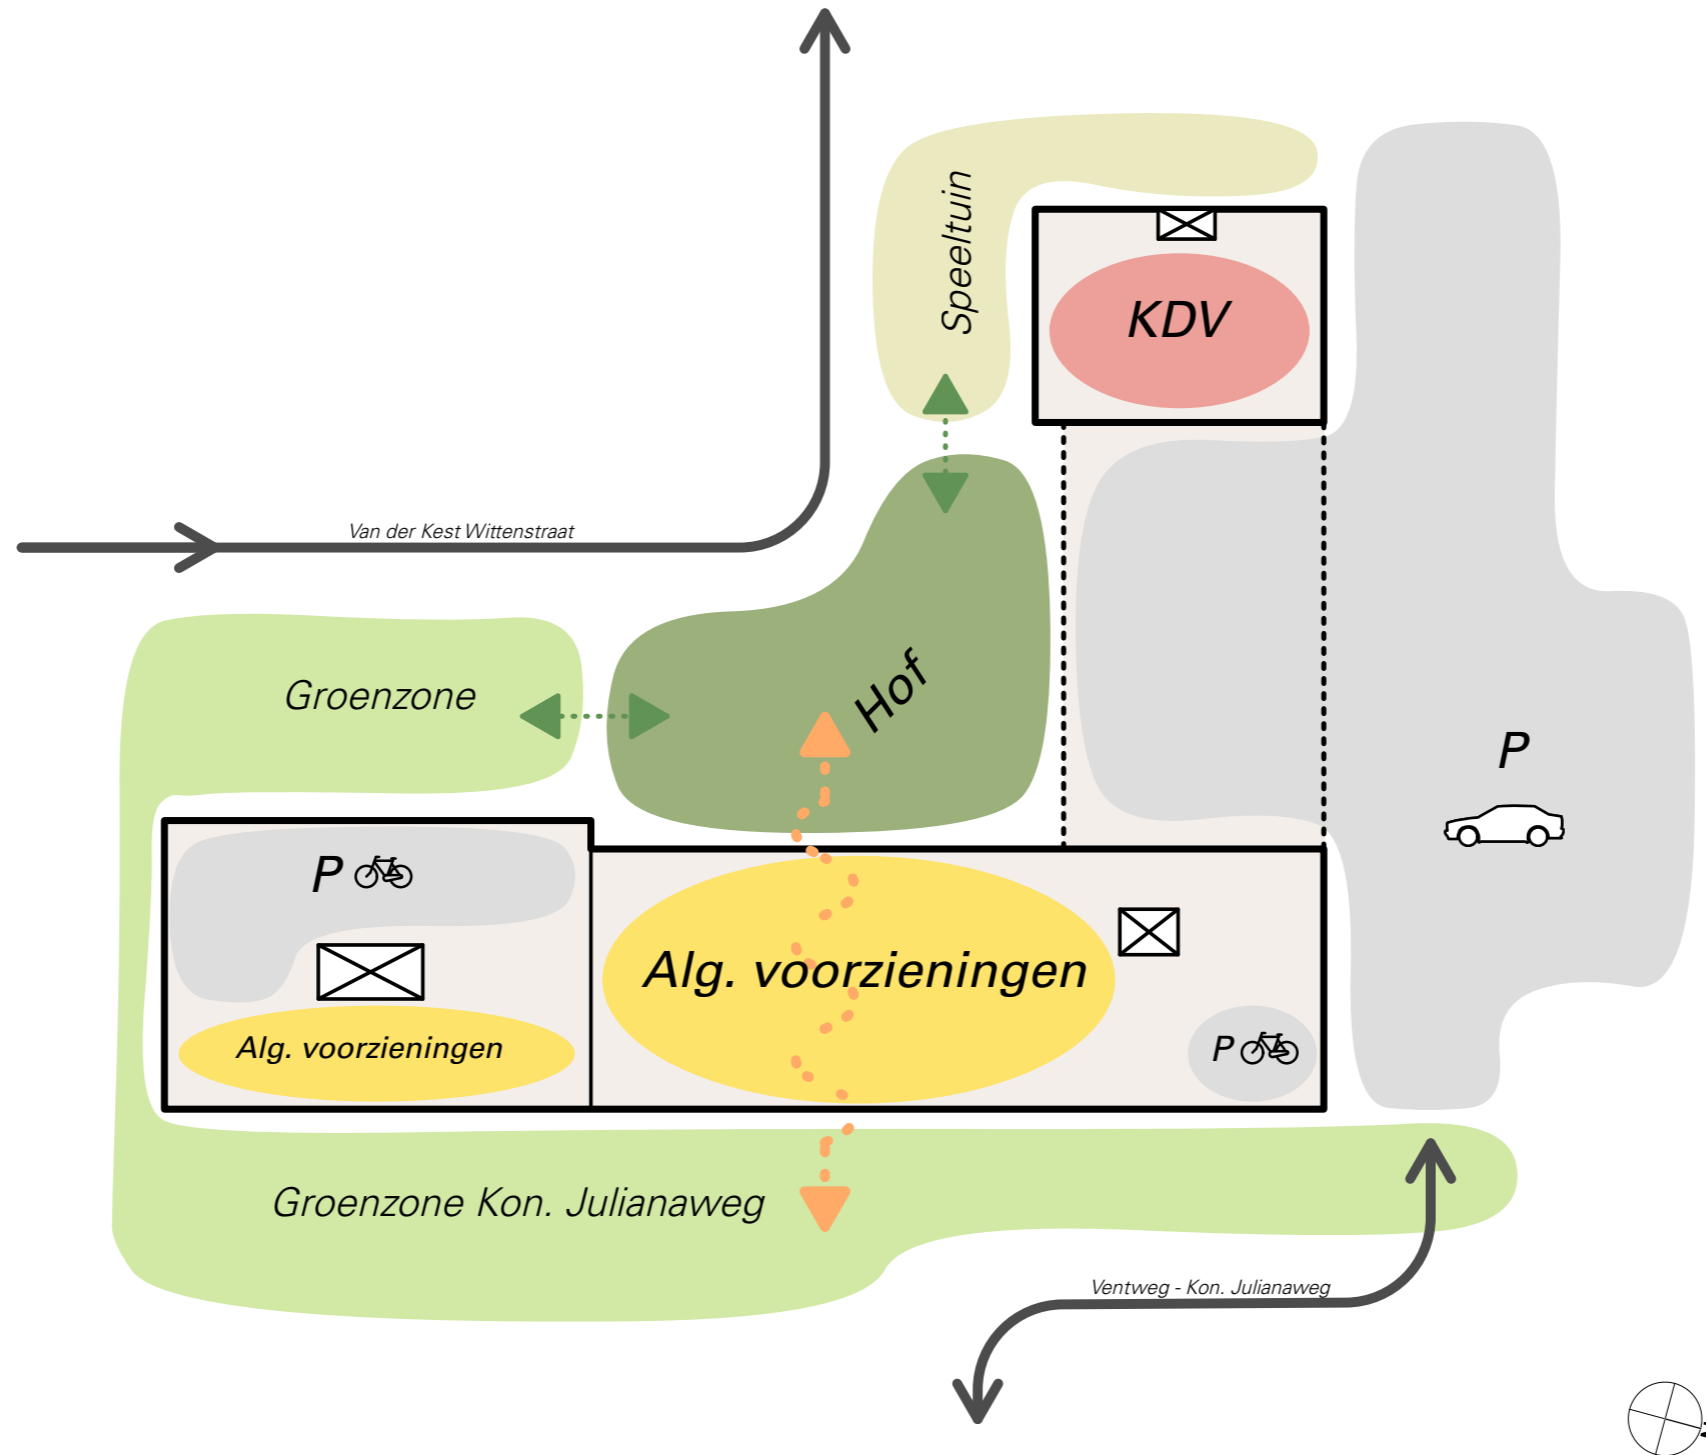 Speeltuin
KDV
Van der Kest Wittenstraat
Groenzone
Hof
P
P
Alg. voorzieningen
Alg. voorzieningen
P
Groenzone Kon. Julianaweg
Ventweg - Kon. Julianaweg